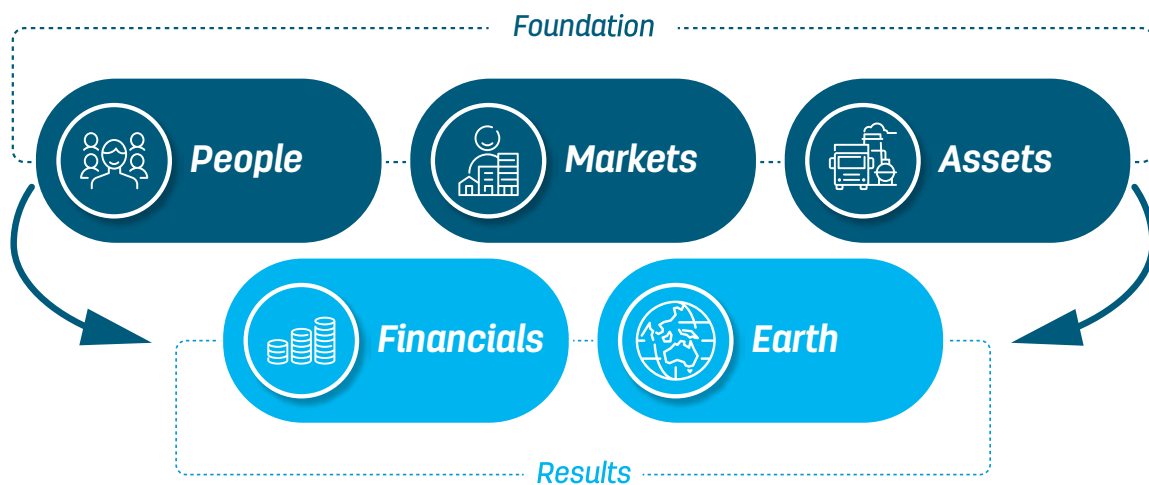 Foundation
People
Markets
Assets
Financials
Earth
Results